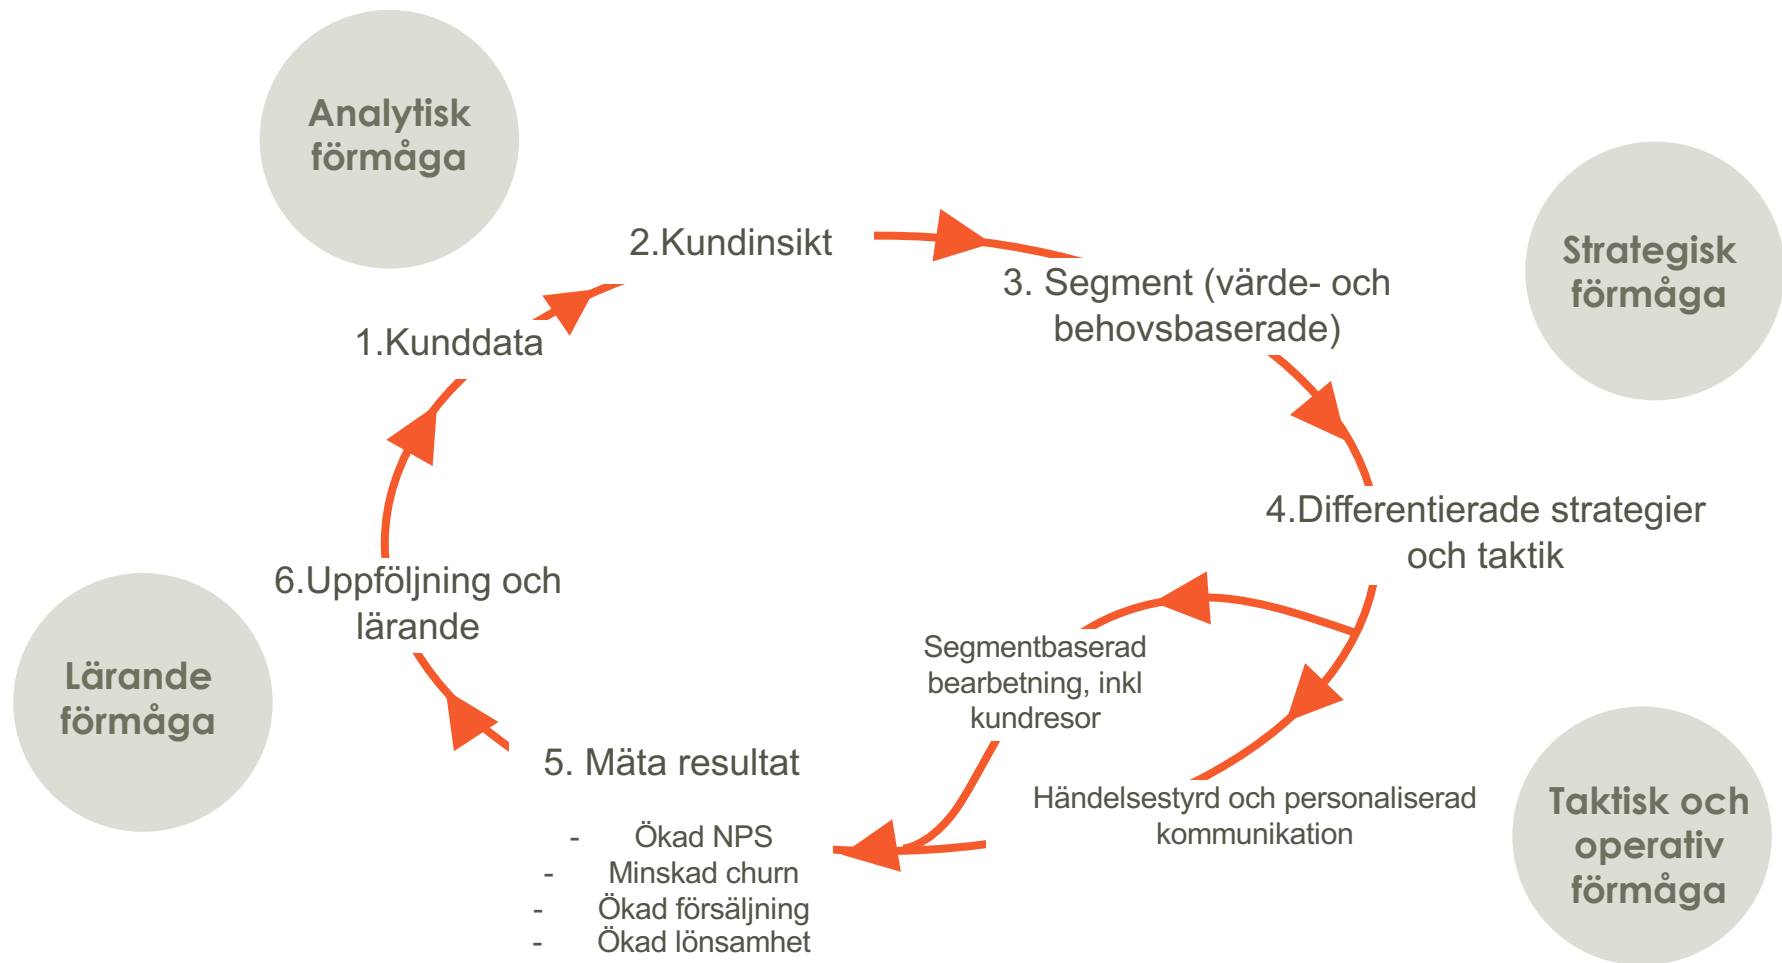 Analytisk
förmåga
2.Kundinsikt
Strategisk
förmåga
3. Segment (värde- och
behovsbaserade)
1.Kunddata
4.Differentierade strategier
och taktik
6.Uppföljning och
lärande
Segmentbaserad
bearbetning, inkl
kundresor
Lärande
förmåga
5. Mäta resultat
Händelsestyrd och personaliserad
kommunikation
Taktisk och
operativ
förmåga
- Ökad NPS
- Minskad churn
- Ökad försäljning
- Ökad lönsamhet